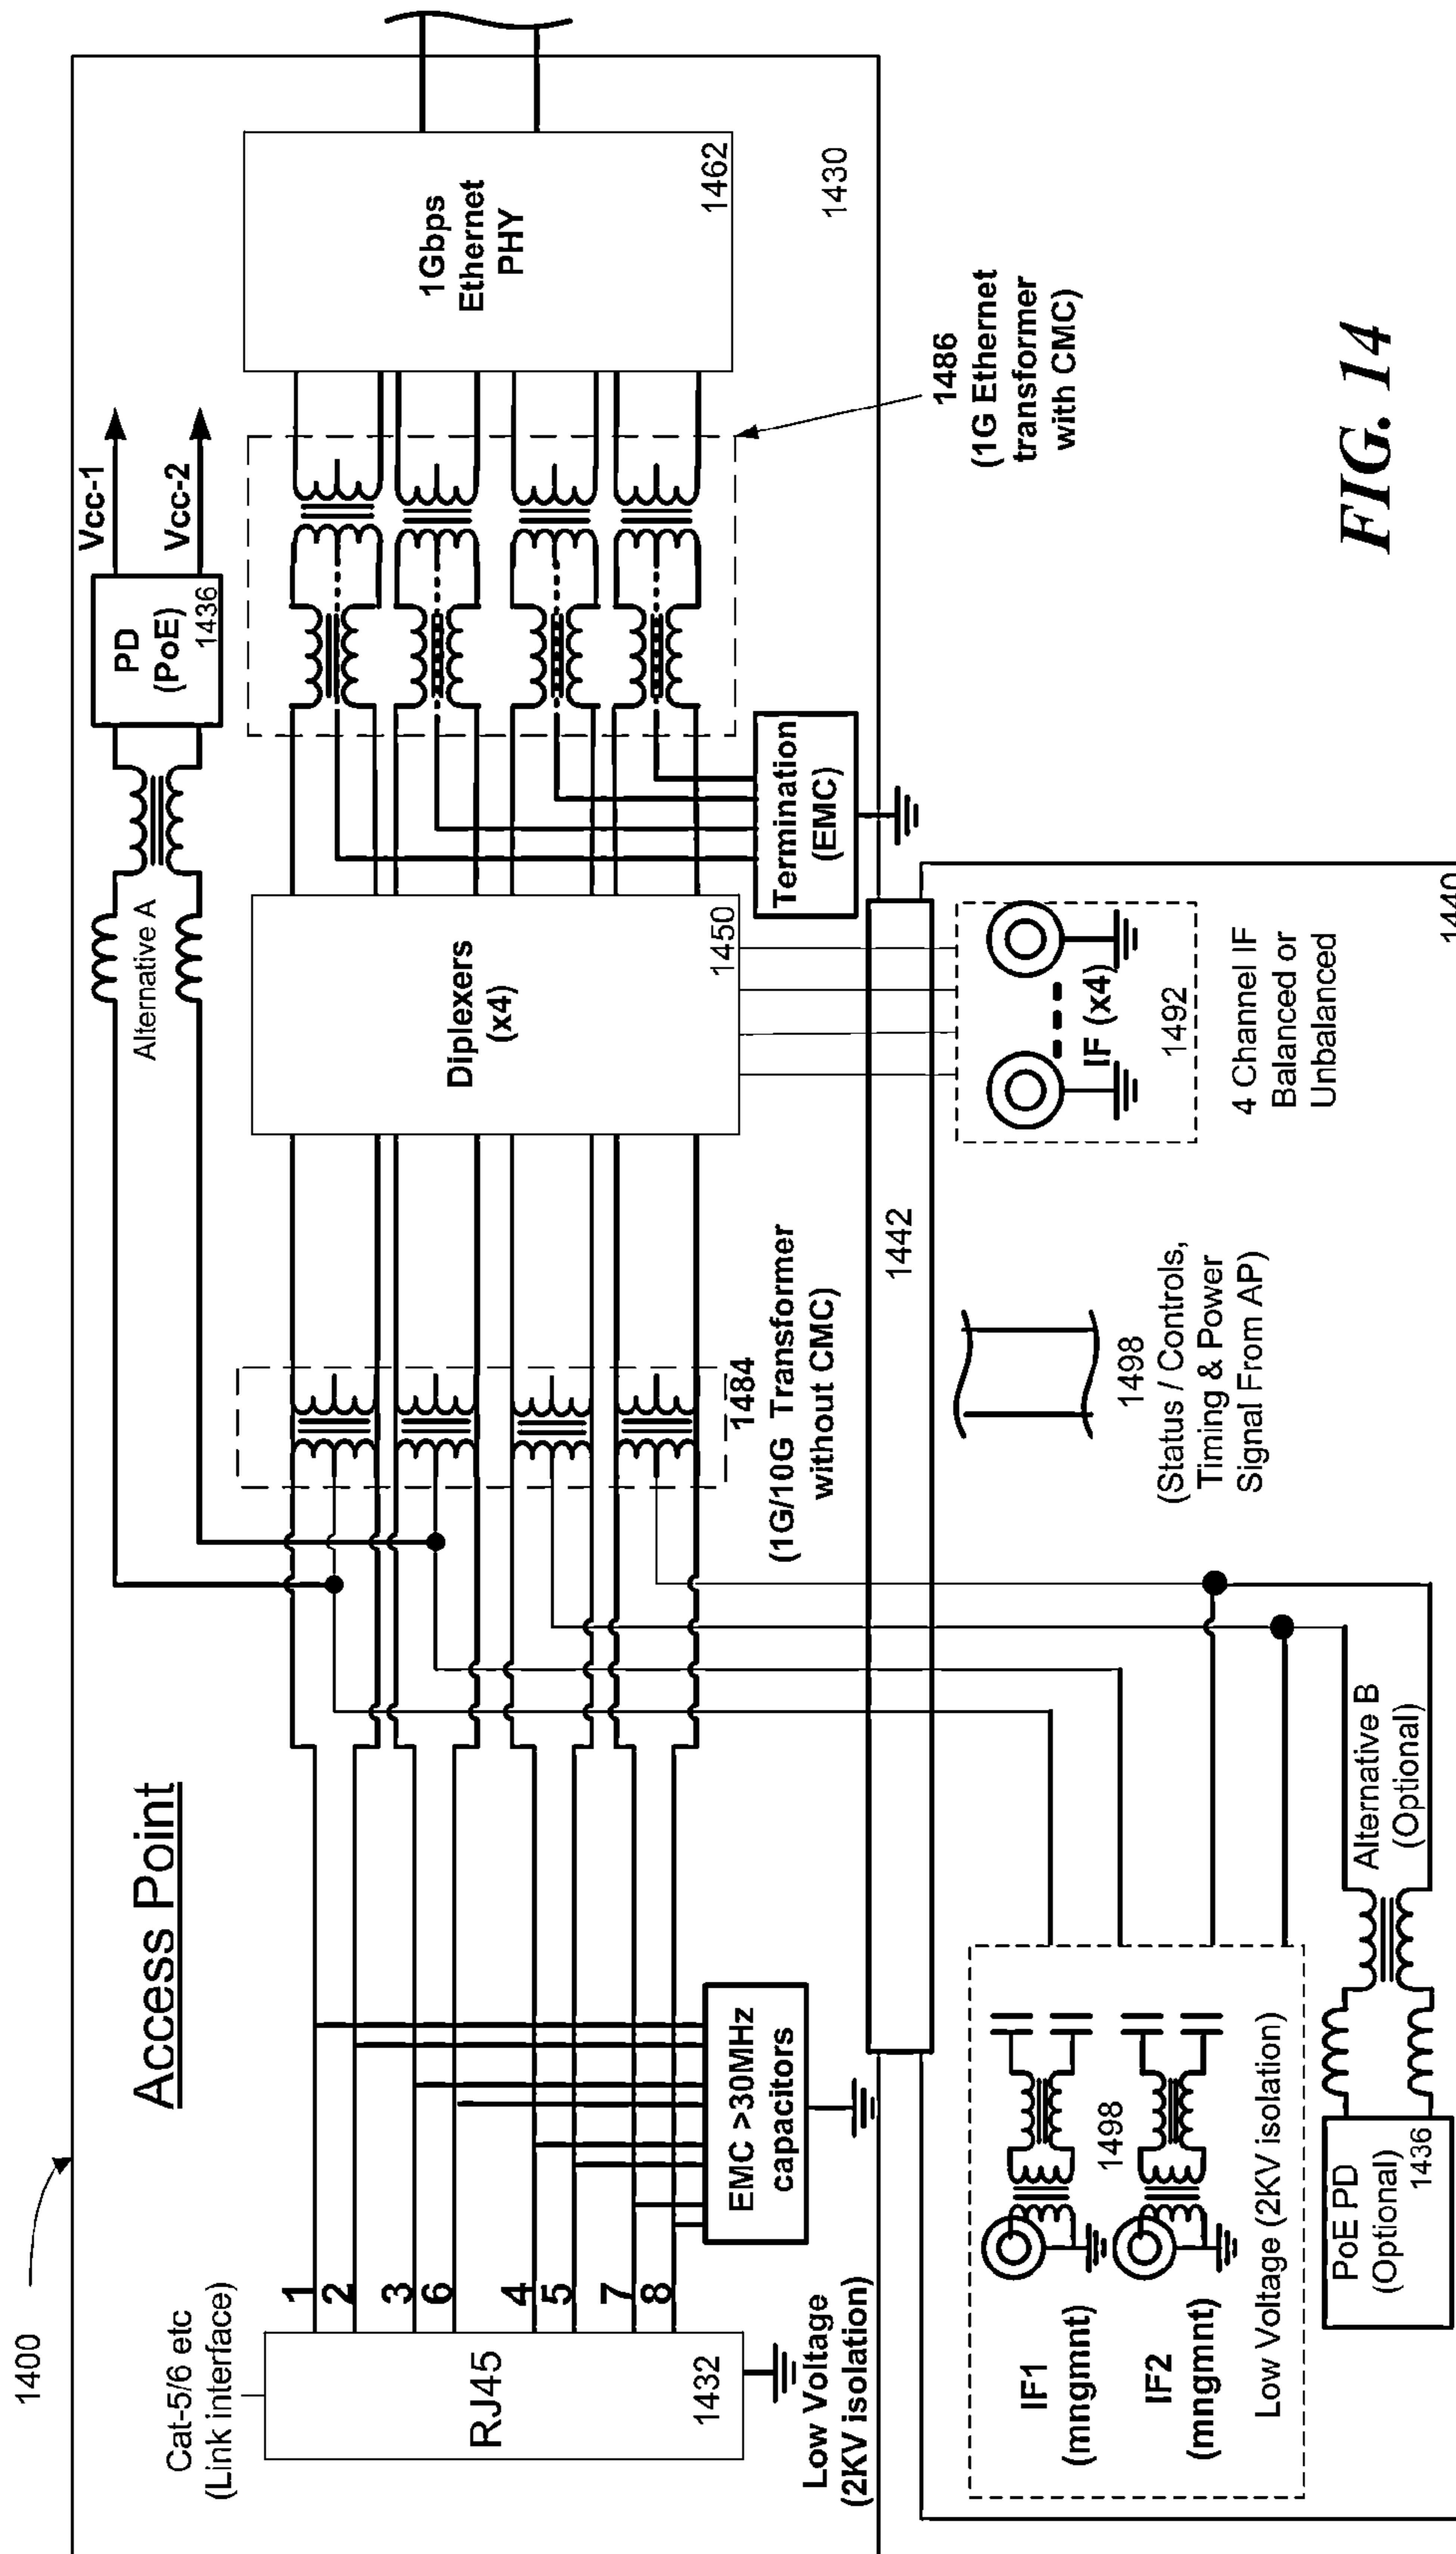 1400
Access Point
Cat-5/6 etc
(Link interface)
RJ45
1432
1
2
3
6
4
5
7
8
Low Voltage
(2KV isolation)
EMC >30MHz
capacitors
1484
(1G/10G Transformer
without CMC)
Alternative A
PD
(PoE)
1436
Vcc-1
Vcc-2
Diplexers
(x4)
1450
Termination
(EMC)
1Gbps
Ethernet
PHY
1462
1430
1486
(1G Ethernet
transformer
with CMC)
1442
IF1
(mngmnt)
IF2
(mngmnt)
1498
Low Voltage (2KV isolation)
PoE PD
(Optional)
1436
Alternative B
(Optional)
1498
(Status / Controls,
Timing & Power
Signal From AP)
IF (x4)
1492
4 Channel IF
Balanced or
Unbalanced
1440
FIG. 14